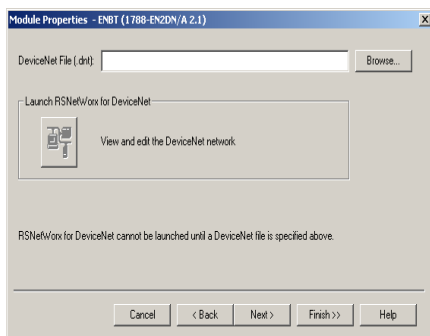 Module Properties - ENBT (1788-EN2DN/A 2.1)
DeviceNet File (.dnt):
Browse...
Launch RSNetWorx for DeviceNet
View and edit the DeviceNet network
RSNetWorx for DeviceNet cannot be launched until a DeviceNet file is specified above.
Cancel
< Back
Next >
Finish >>
Help